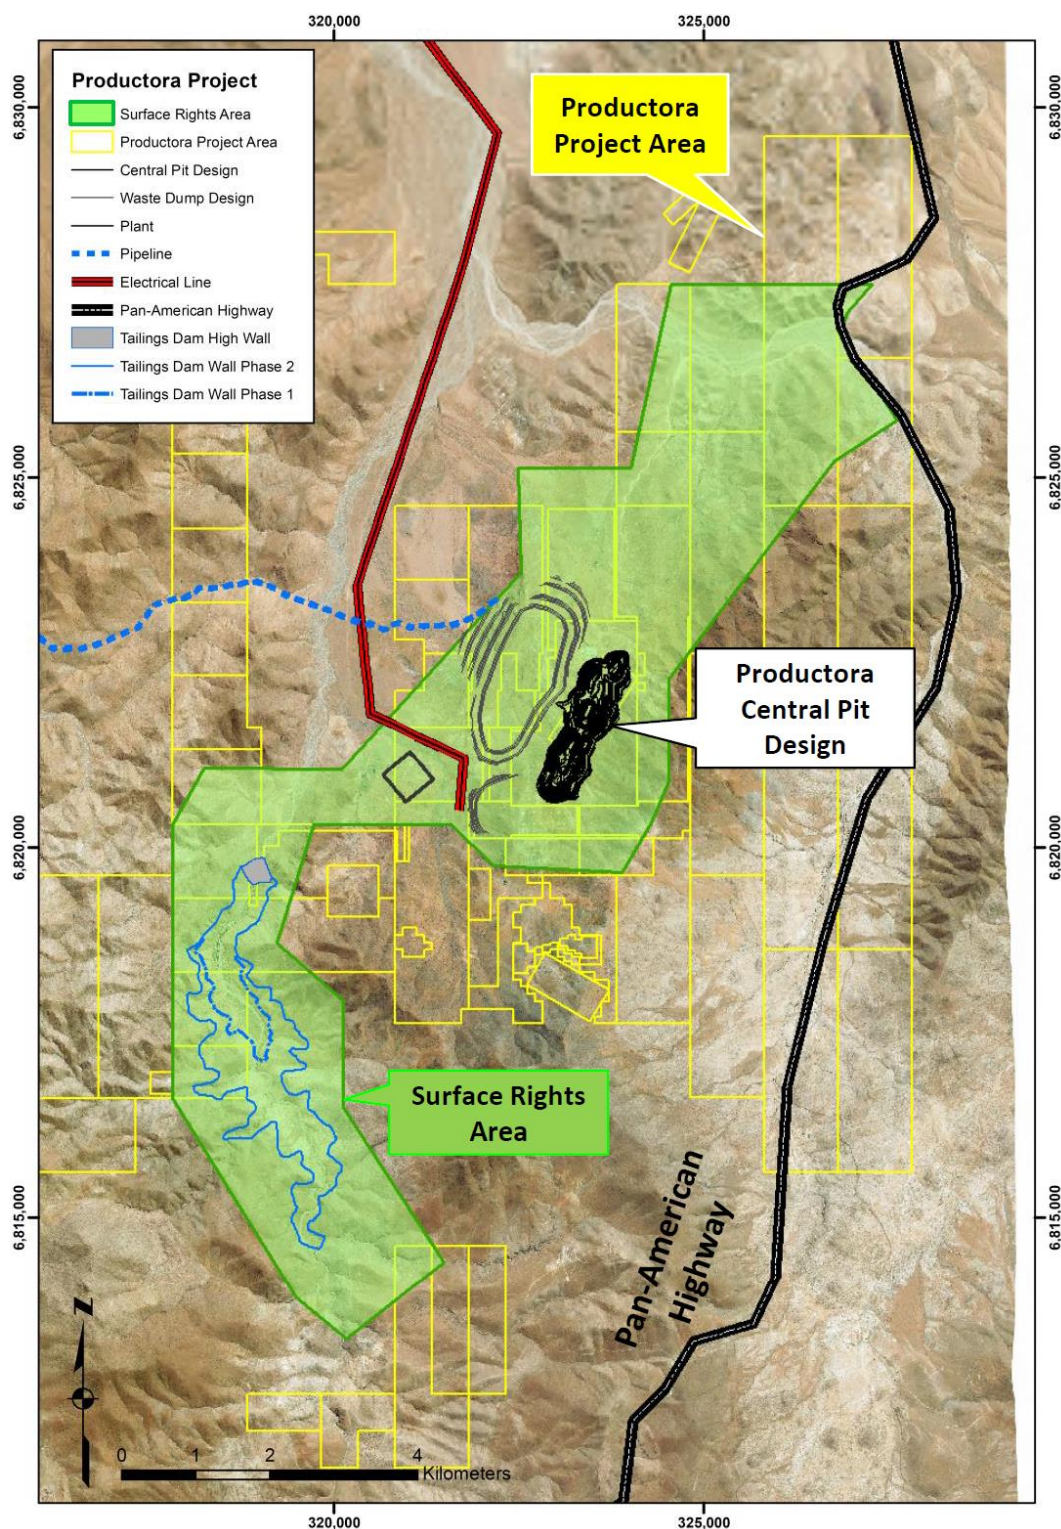 320,000
325,000
6,830,000
6,830,000
Productora Project
Surface Rights Area
Productora Project Area
Central Pit Design
Waste Dump Design
Plant
Pipeline
Electrical Line
Pan-American Highway
Tailings Dam High Wall
Tailings Dam Wall Phase 2
Tailings Dam Wall Phase 1
Productora
Project Area
6,825,000
6,825,000
Productora
Central Pit
Design
6,820,000
6,820,000
Surface Rights
Area
6,815,000
6,815,000
Pan-American
Highway
N
0 1 2 4
Kilometers
320,000
325,000